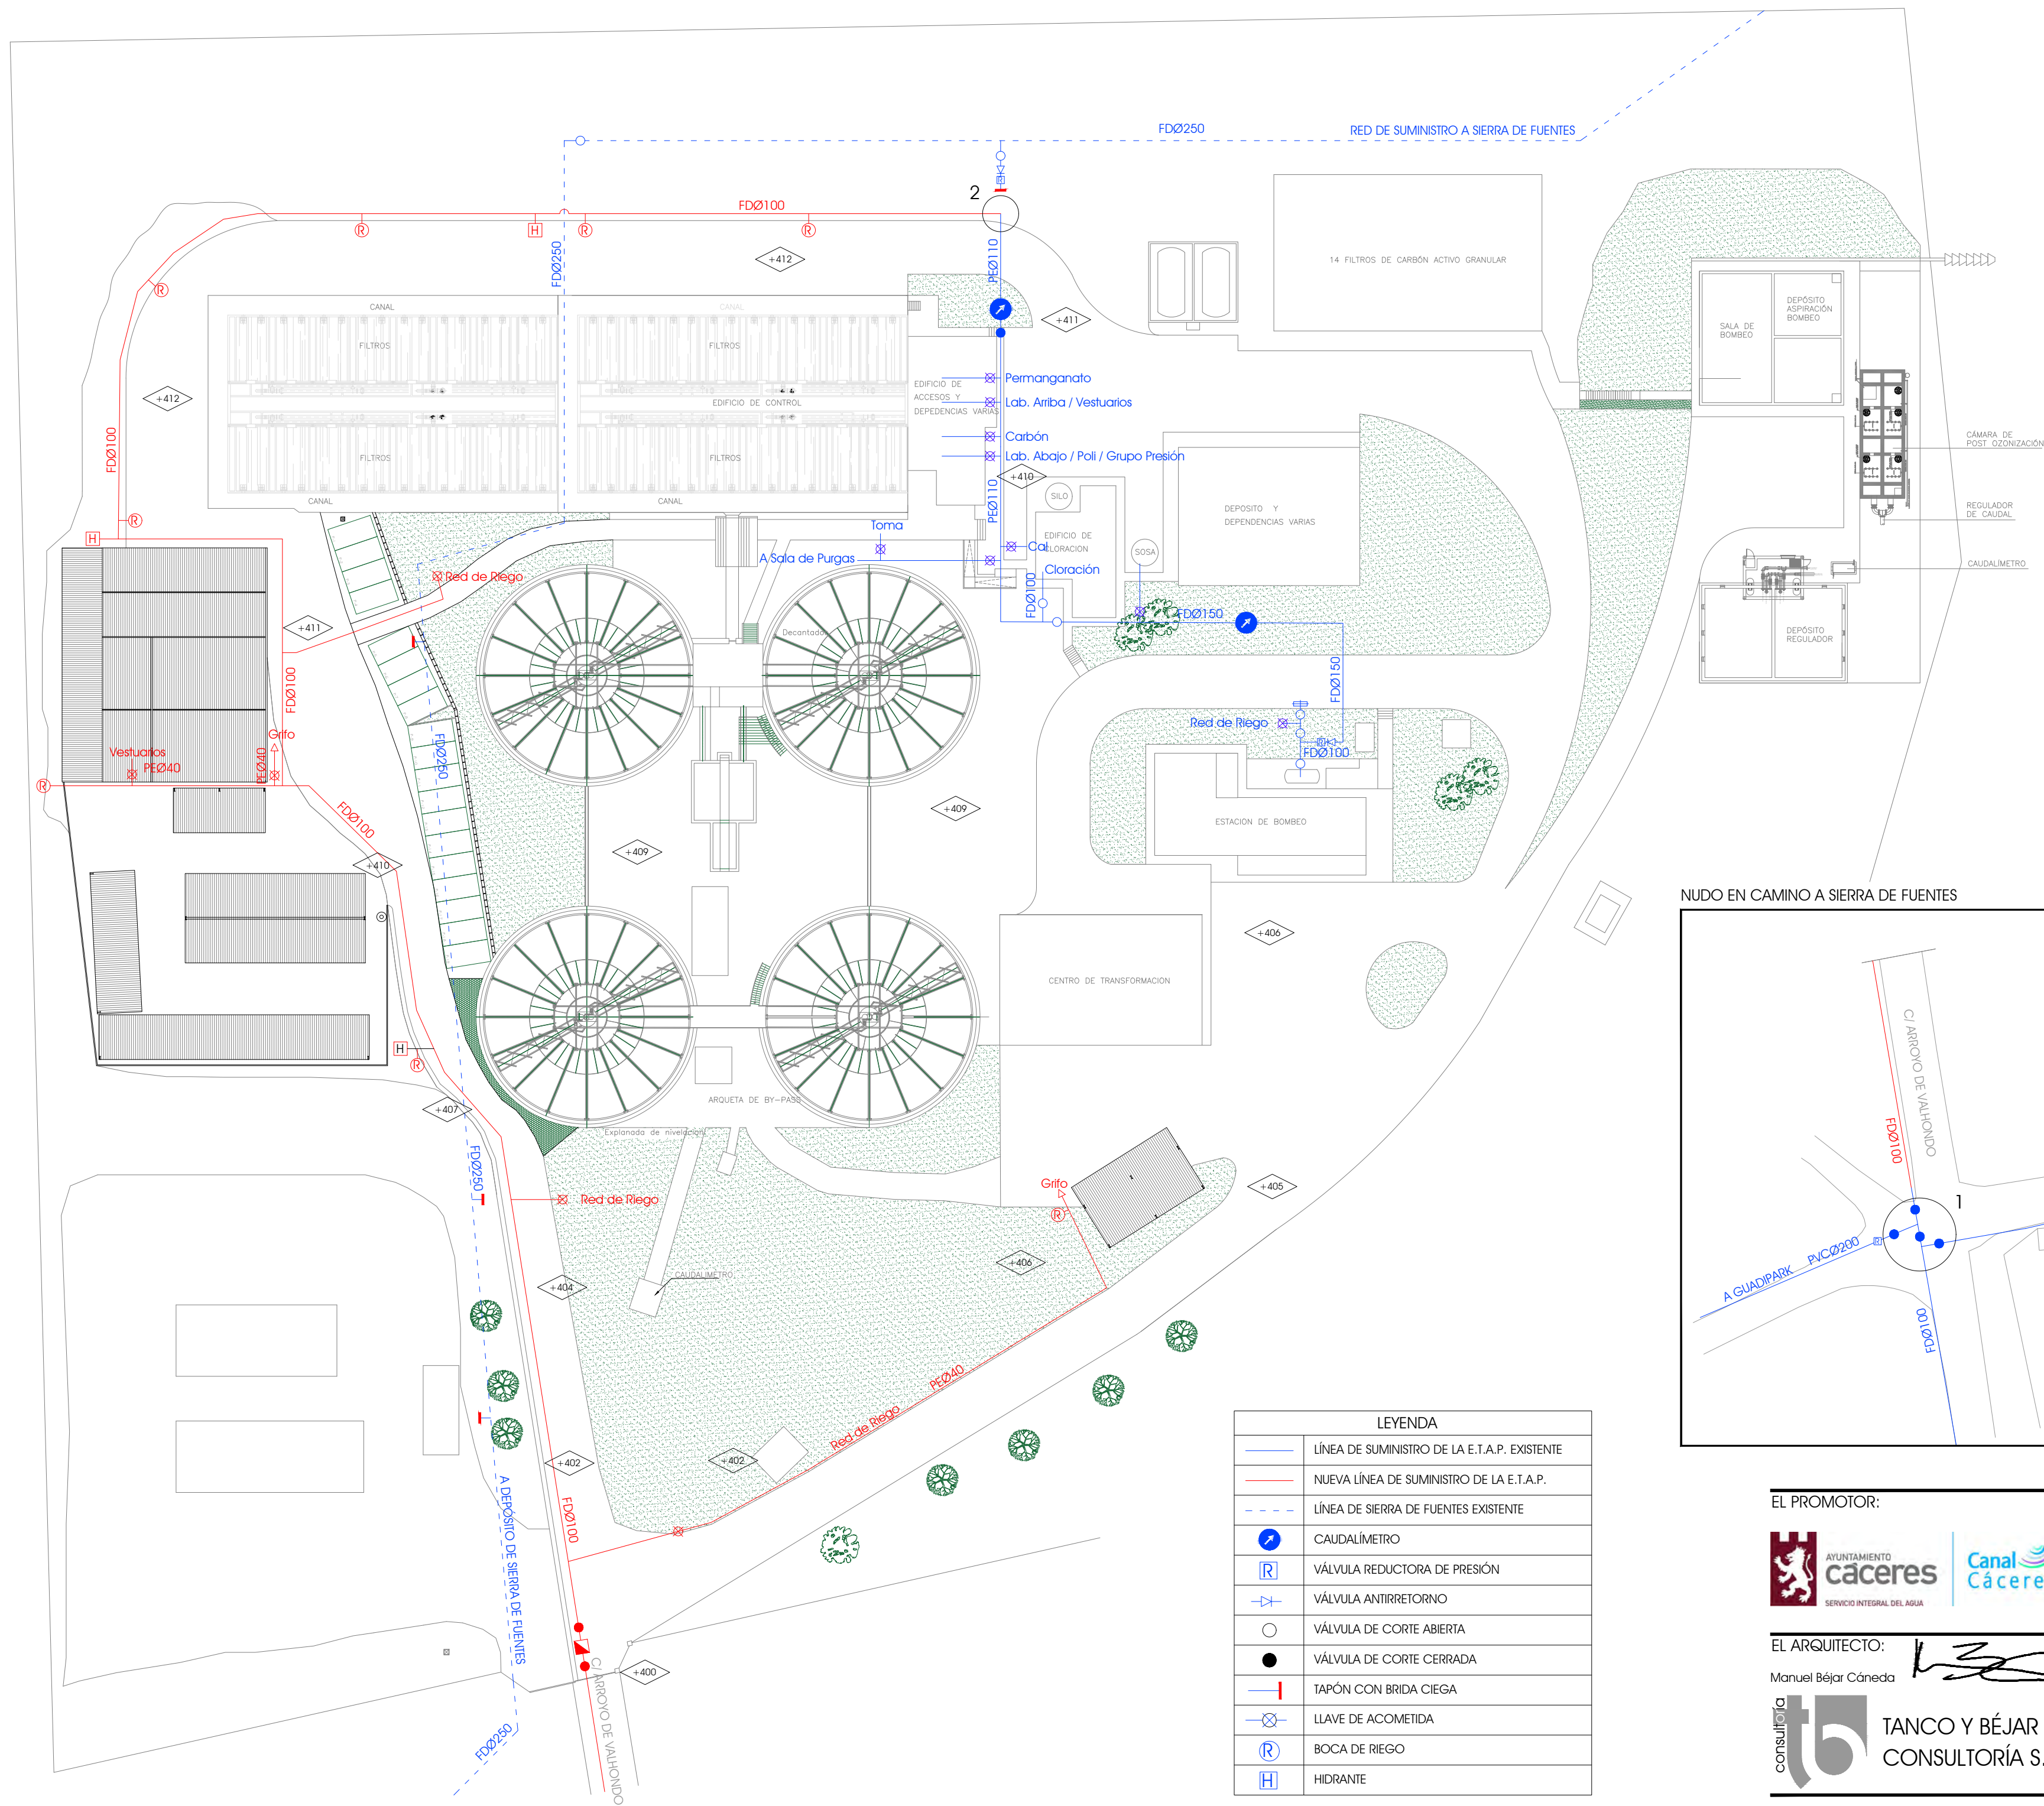 FDØ250
RED DE SUMINISTRO A SIERRA DE FUENTES
2
FDØ100
FDØ250
PEØ110
+412
+411
14 FILTROS DE CARBÓN ACTIVO GRANULAR
SALA DE
BOMBEO
DEPÓSITO
ASPIRACIÓN
BOMBEO
R
H
R
R
R
R
CANAL
CANAL
FILTROS
FILTROS
EDIFICIO DE
ACCESOS Y
DEPEDENCIAS VARIAS
EDIFICIO DE CONTROL
FILTROS
FILTROS
CANAL
CANAL
Permanganato
Lab. Arriba / Vestuarios
Carbón
Lab. Abajo / Poli / Grupo Presión
+412
FDØ100
R
H
+410
PEØ110
SILO
EDIFICIO DE
CLORACION
SOSA
DEPOSITO Y
DEPENDENCIAS VARIAS
CÁMARA DE
POST OZONIZACIÓN
REGULADOR
DE CAUDAL
CAUDALÍMETRO
DEPÓSITO
REGULADOR
Toma
A Sala de Purgas
Cal
Cloración
FDØ100
FDØ150
FDØ150
Red de Riego
+411
FDØ100
Decantador
Grifo
Vestuarios
PEØ40
PEØ40
R
FDØ250
Red de Riego
R
FDØ100
ESTACION DE BOMBEO
FDØ100
+410
+409
+409
+406
CENTRO DE TRANSFORMACION
H
R
+407
ARQUETA DE BY-PASS
Explanada de nivelacion
FDØ250
Red de Riego
Grifo
R
+405
+406
+404
CAUDALIMETRO
PEØ40
Red de Riego
+402
+402
FDØ100
A DEPÓSITO DE SIERRA DE FUENTES
+400
C/ ARROYO DE VALHONDO
FDØ250
NUDO EN CAMINO A SIERRA DE FUENTES
C/ ARROYO DE VALHONDO
FDØ100
1
R
A GUADIPARK
PVCØ200
FDØ100
LEYENDA
LÍNEA DE SUMINISTRO DE LA E.T.A.P. EXISTENTE
NUEVA LÍNEA DE SUMINISTRO DE LA E.T.A.P.
LÍNEA DE SIERRA DE FUENTES EXISTENTE
CAUDALÍMETRO
R VÁLVULA REDUCTORA DE PRESIÓN
VÁLVULA ANTIRRETORNO
VÁLVULA DE CORTE ABIERTA
VÁLVULA DE CORTE CERRADA
TAPÓN CON BRIDA CIEGA
LLAVE DE ACOMETIDA
R BOCA DE RIEGO
H HIDRANTE
EL PROMOTOR:
AYUNTAMIENTO
cáceres
SERVICIO INTEGRAL DEL AGUA
Canal
Cácere
EL ARQUITECTO:
Manuel Béjar Cáneda
consultoría
tb
TANCO Y BÉJAR
CONSULTORÍA S.